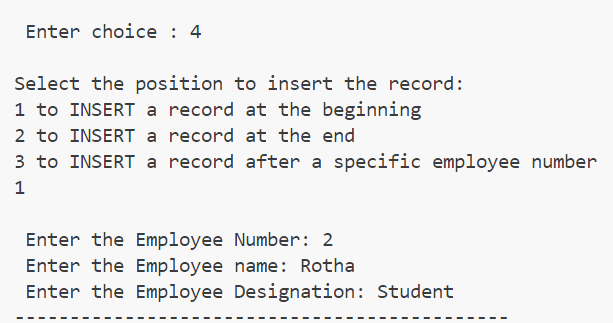 Enter choice : 4
Select the position to insert the record:
1 to INSERT a record at the beginning
2 to INSERT a record at the end
3 to INSERT a record after a specific employee number
1
Enter the Employee Number: 2
Enter the Employee name: Rotha
Enter the Employee Designation: Student
---------------------------------------------